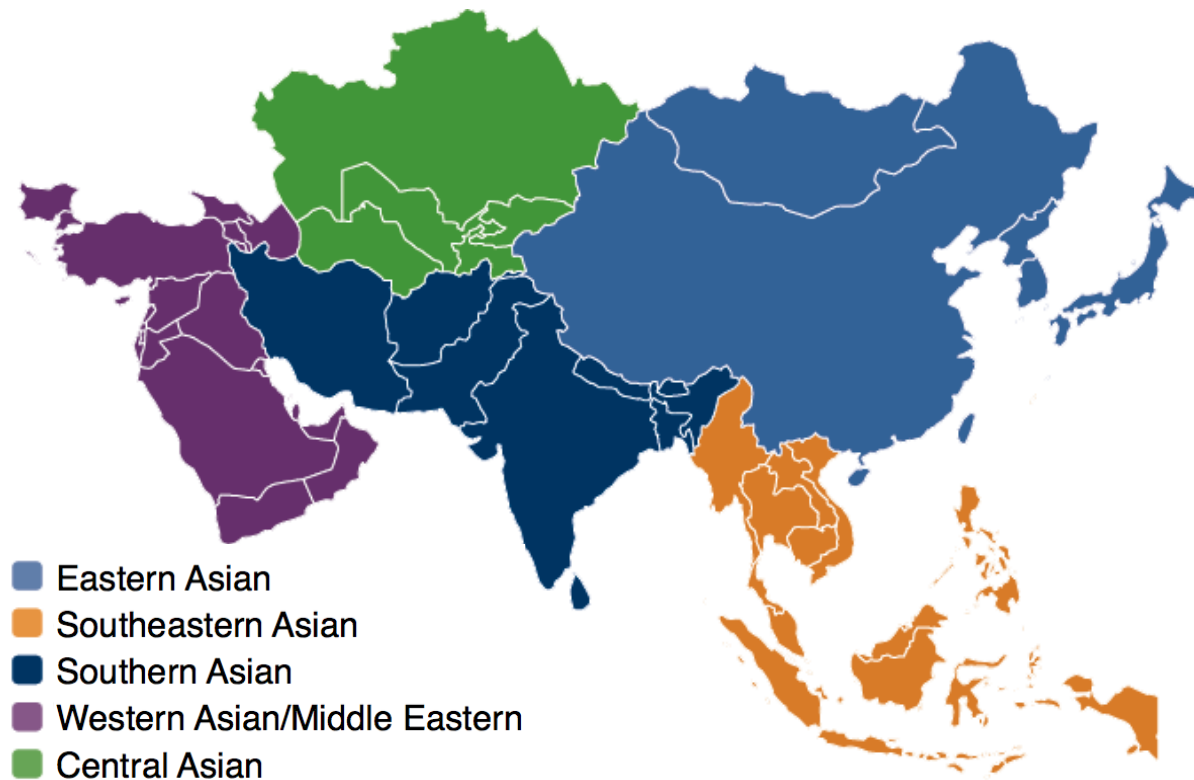 Eastern Asian
Southeastern Asian
Southern Asian
Western Asian/Middle Eastern
Central Asian